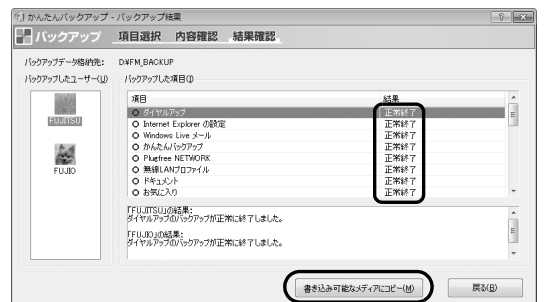 かんたんバックアップ - バックアップ結果
バックアップ 項目選択 内容確認 結果確認
バックアップデータ格納先: D:¥FM_BACKUP
バックアップしたユーザー(U) バックアップした項目(I)
項目 結果
ダイヤルアップ 正常終了
Internet Explorer の設定 正常終了
Windows Live メール 正常終了
かんたんバックアップ 正常終了
Plugfree NETWORK 正常終了
無線LANプロファイル 正常終了
ドキュメント 正常終了
お気に入り 正常終了
FUJITSU
FUJIO
「FUJITSU」の結果:
ダイヤルアップのバックアップが正常に終了しました。
「FUJIO」の結果:
ダイヤルアップのバックアップが正常に終了しました。
書き込み可能なメディアにコピー(M) 戻る(B)